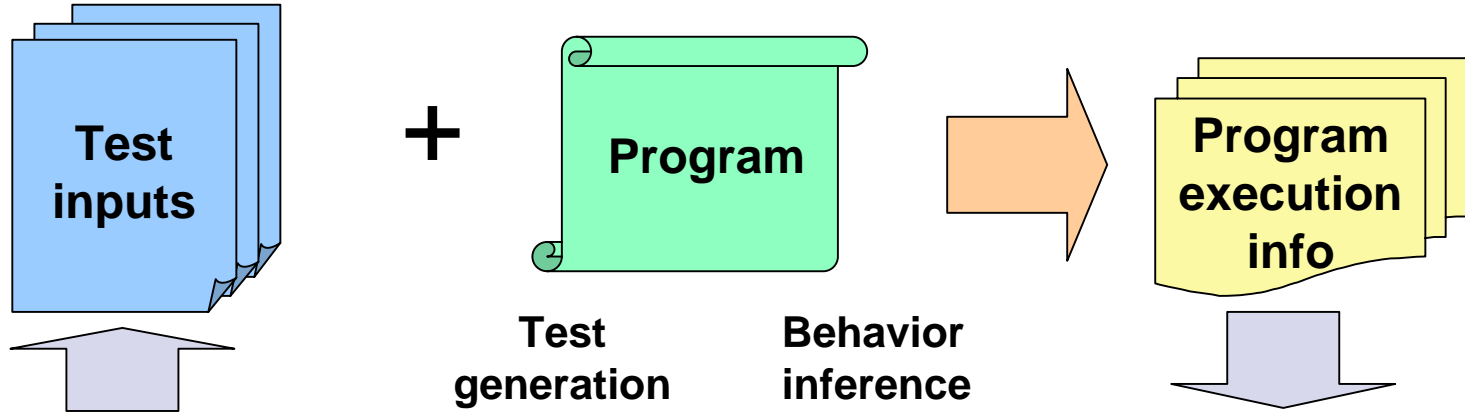 Test
inputs
+
Program
Program
execution
info
Test
generation
Behavior
inference